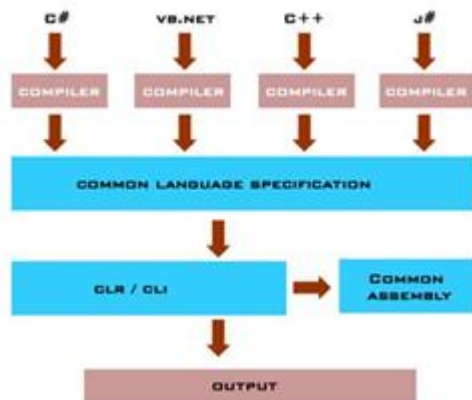 C# VB.NET C++ J#
COMPILER COMPILER COMPILER COMPILER
COMMON LANGUAGE SPECIFICATION
CLR / CLI
COMMON
ASSEMBLY
OUTPUT